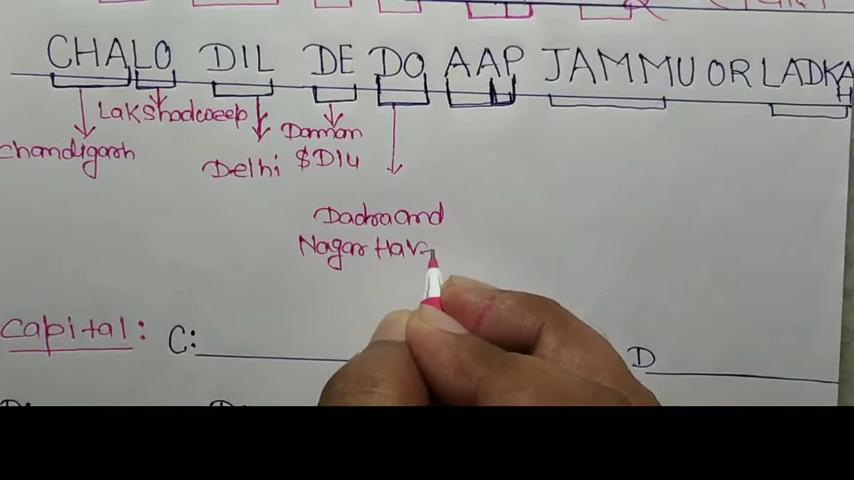 CHALO DIL DE DO AAP JAMMU OR LADKA
Lakshadweep
Chandigarh
Daman
& DIU
Delhi
Dadra and
Nagar Hav
Capital:
C:
D